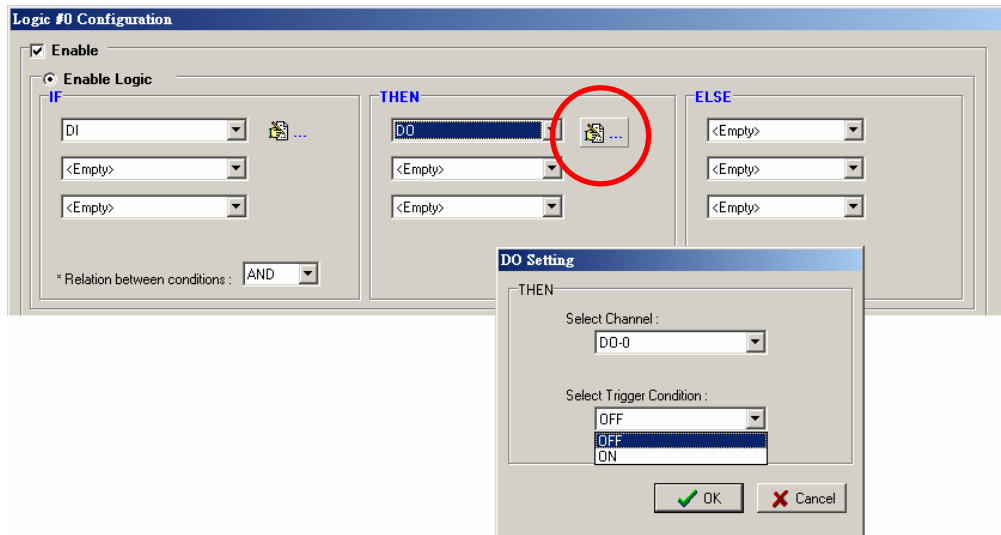 Logic #0 Configuration
Enable
Enable Logic
IF
DI
...
<Empty>
<Empty>
* Relation between conditions : AND
THEN
DO
...
<Empty>
<Empty>
ELSE
<Empty>
<Empty>
<Empty>
DO Setting
THEN
Select Channel :
DO-0
Select Trigger Condition :
OFF
OFF
ON
OK
Cancel